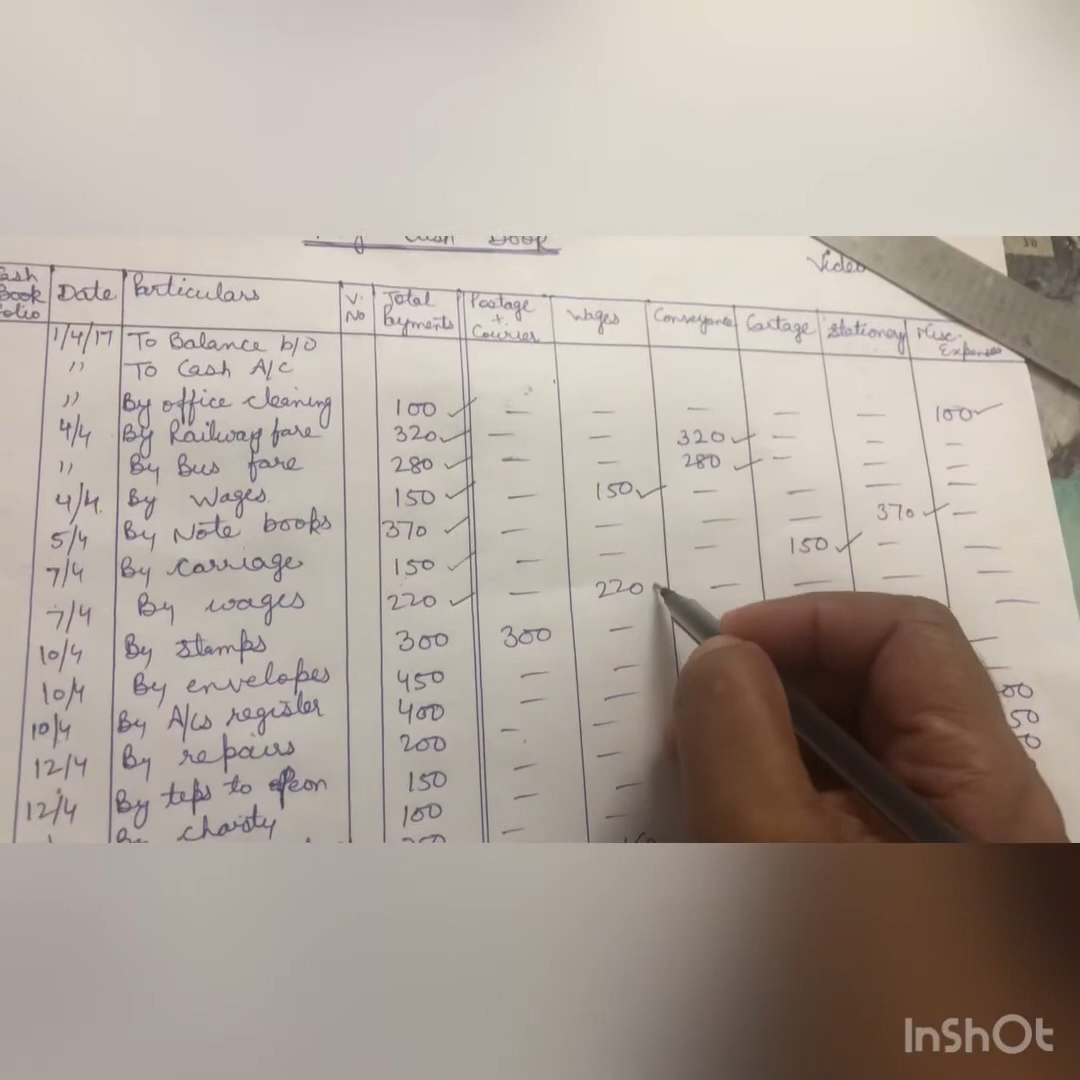 Cash Book
Video
Cash Book Folio | Date | Particulars | V. No | Total Payments | Postage + Courier | Wages | Conveyance | Cartage | Stationery | Misc. Expenses
1/4/17 To Balance b/d
" To Cash A/C
" By office cleaning 100 ✓ — — — — — 100 ✓
4/4 By Railway fare 320 ✓ — — 320 ✓ — — —
" By Bus fare 280 ✓ — — 280 ✓ — — —
4/4 By Wages 150 ✓ — 150 ✓ — — — —
5/4 By Note books 370 ✓ — — — — 370 ✓ —
7/4 By carriage 150 ✓ — — — 150 ✓ — —
7/4 By wages 220 ✓ — 220 — — — —
10/4 By stamps 300 300 — —
10/4 By envelopes 450 — —
10/4 By A/cs register 400 — —
12/4 By repairs 200 — —
12/4 By tips to Peon 150 —
By charity 100 —
InShOt